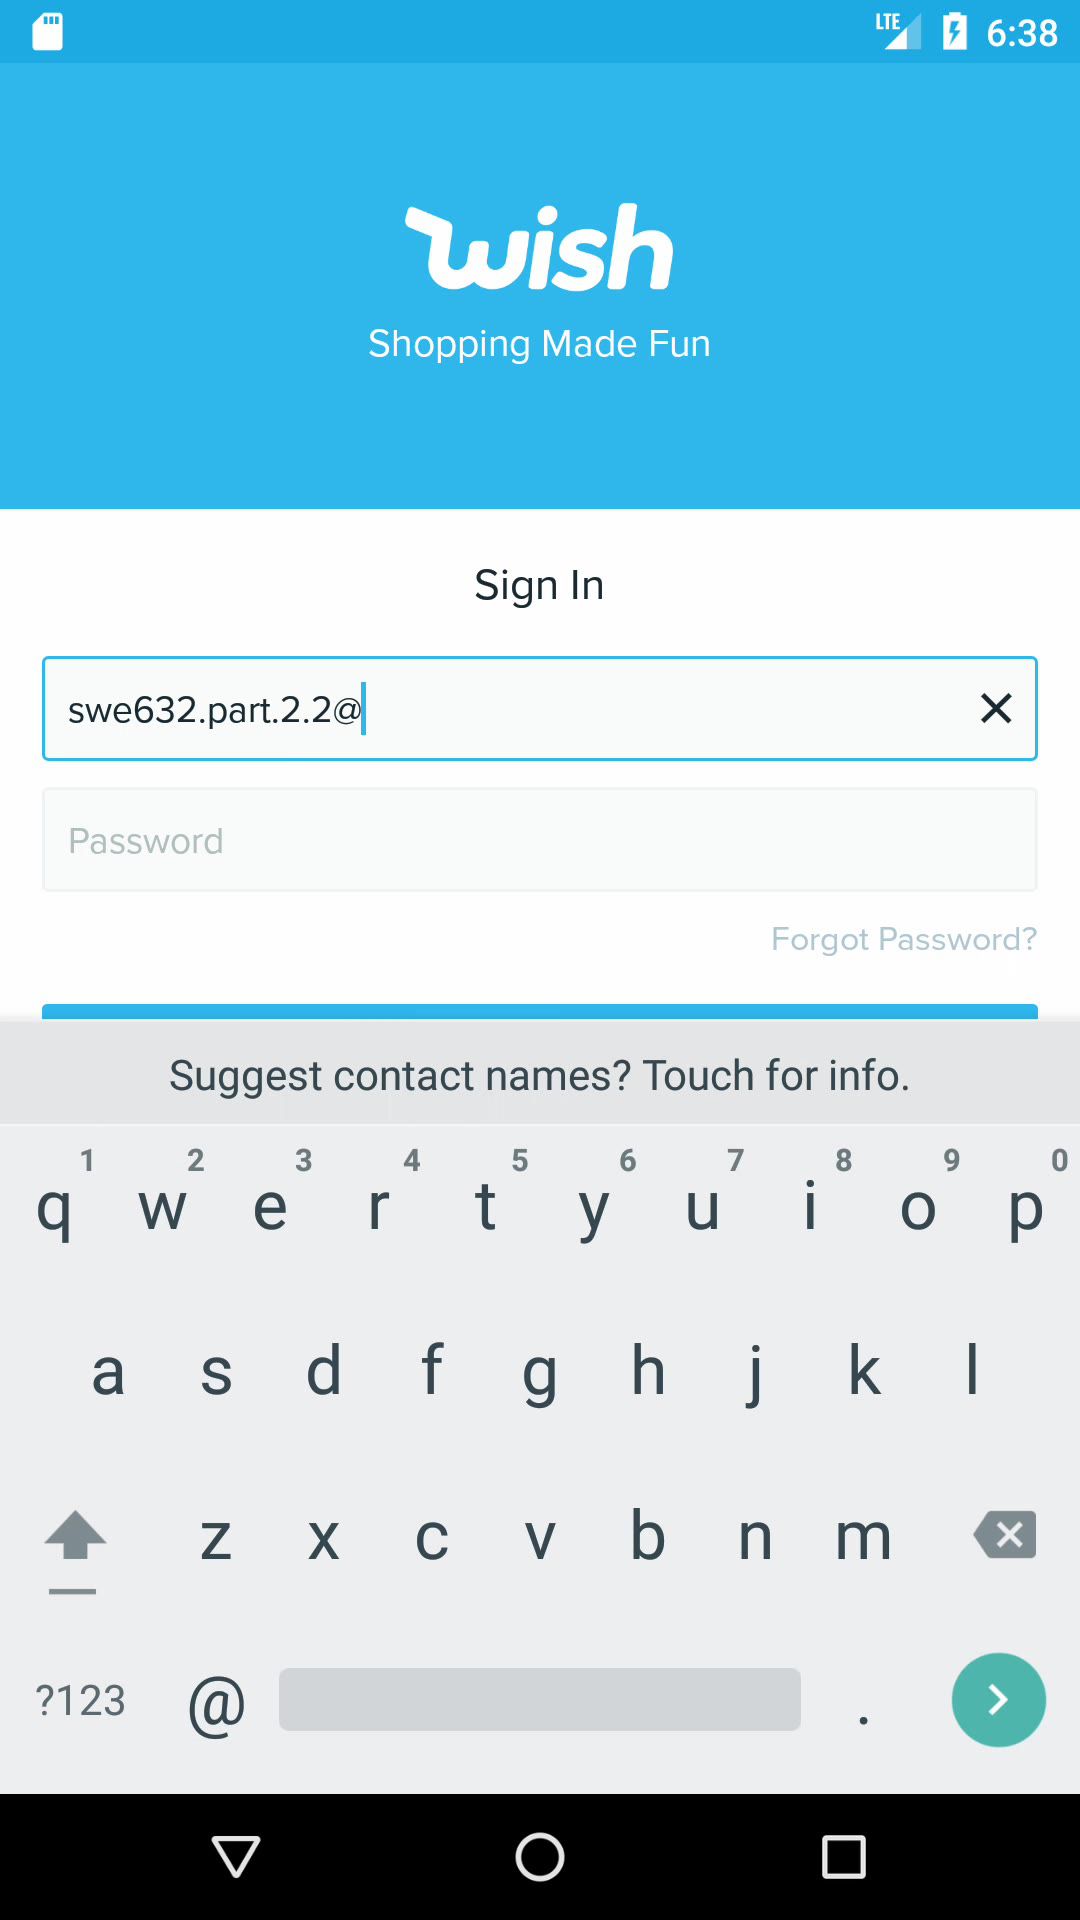 LTE 6:38
wish
Shopping Made Fun
Sign In
swe632.part.2.2@
Password
Forgot Password?
Suggest contact names? Touch for info.
1 2 3 4 5 6 7 8 9 0
q w e r t y u i o p
a s d f g h j k l
z x c v b n m
?123 @ .